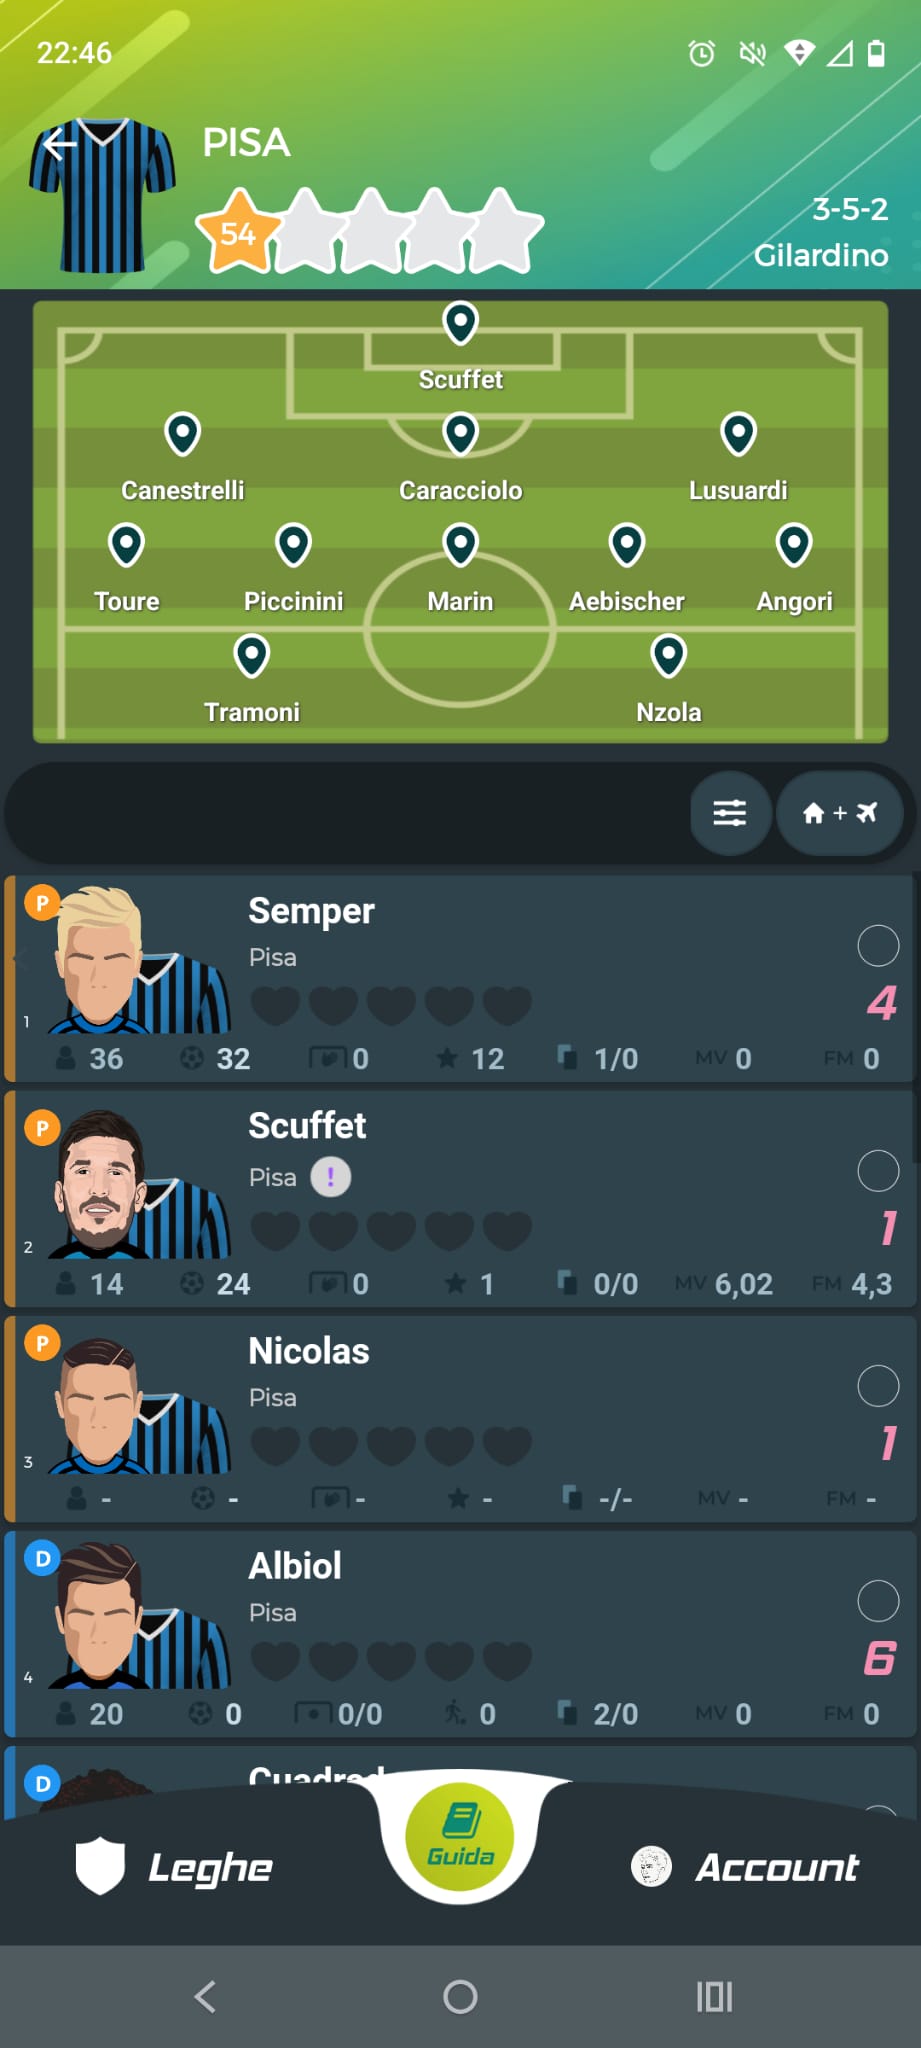 22:46
PISA
54
3-5-2
Gilardino
Scuffet
Canestrelli
Caracciolo
Lusuardi
Toure
Piccinini
Marin
Aebischer
Angori
Tramoni
Nzola
+
P
Semper
Pisa
4
1
36
32
0
12
1/0
MV 0
FM 0
P
Scuffet
Pisa !
1
2
14
24
0
1
0/0
MV 6,02
FM 4,3
P
Nicolas
Pisa
1
3
-
-
-
-
-/-
MV -
FM -
D
Albiol
Pisa
6
4
20
0
0/0
0
2/0
MV 0
FM 0
D
Leghe
Guida
Account